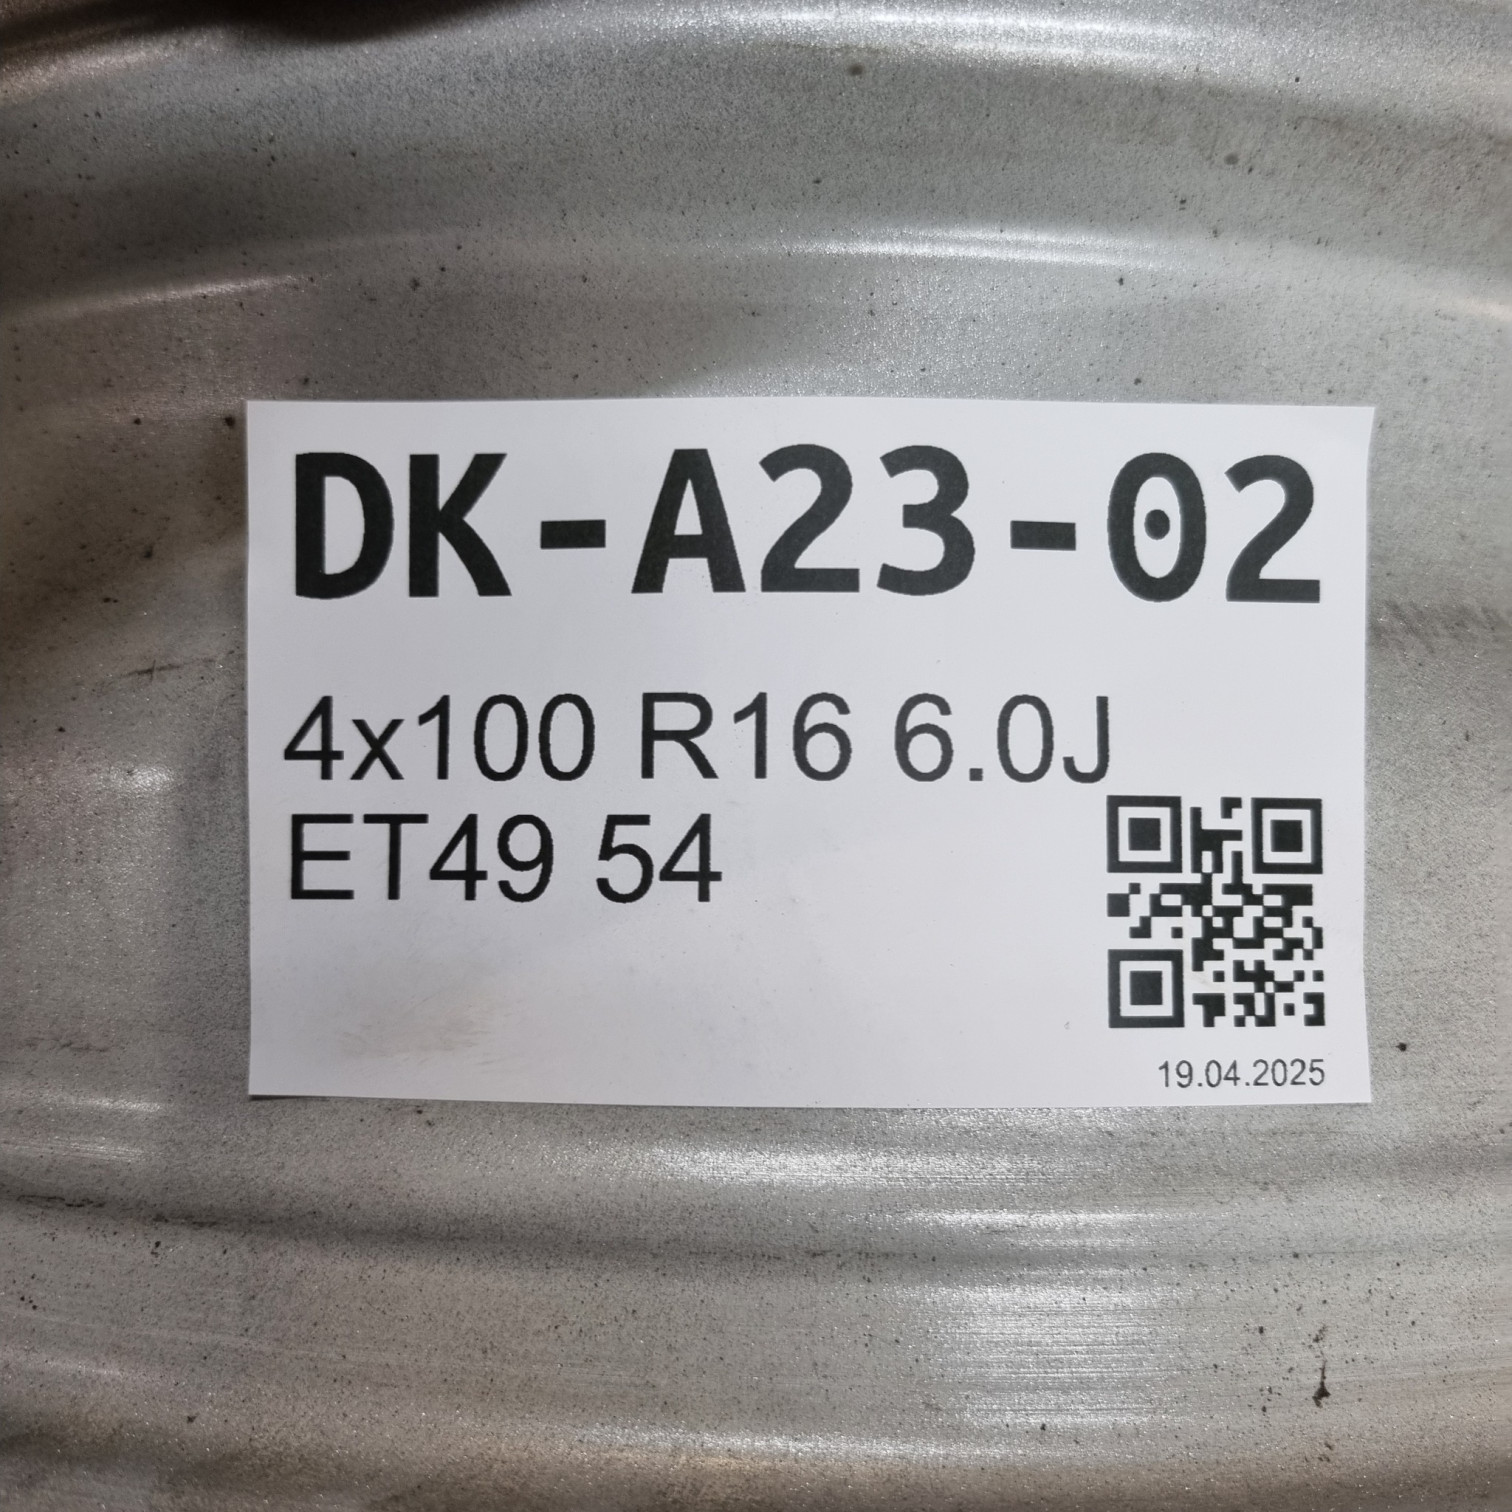 DK-A23-02
4x100 R16 6.0J
ET49 54
19.04.2025